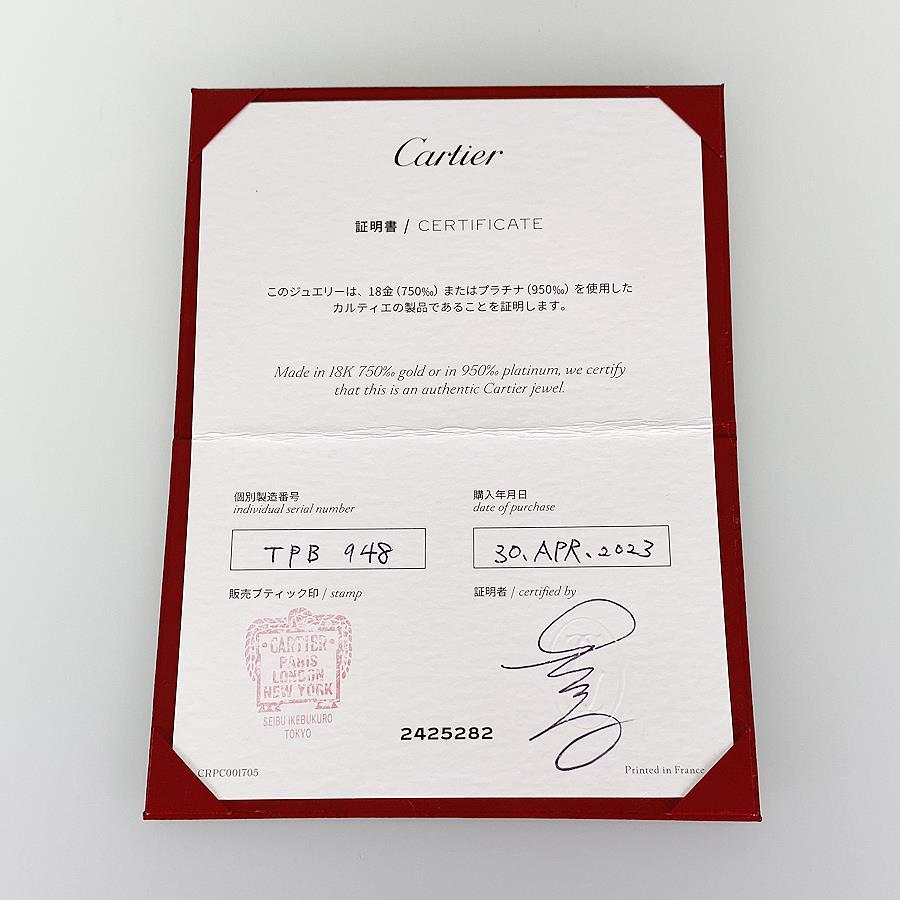 Cartier
証明書 / CERTIFICATE
このジュエリーは、18金（750‰）またはプラチナ（950‰）を使用した
カルティエの製品であることを証明します。
Made in 18K 750‰ gold or in 950‰ platinum, we certify
that this is an authentic Cartier jewel.
個別製造番号
individual serial number
TPB 948
購入年月日
date of purchase
30. APR. 2023
販売ブティック印 / stamp
CARTIER
PARIS
LONDON
NEW YORK
SEIBU IKEBUKURO
TOKYO
証明者 / certified by
2425282
CRPC001705
Printed in France